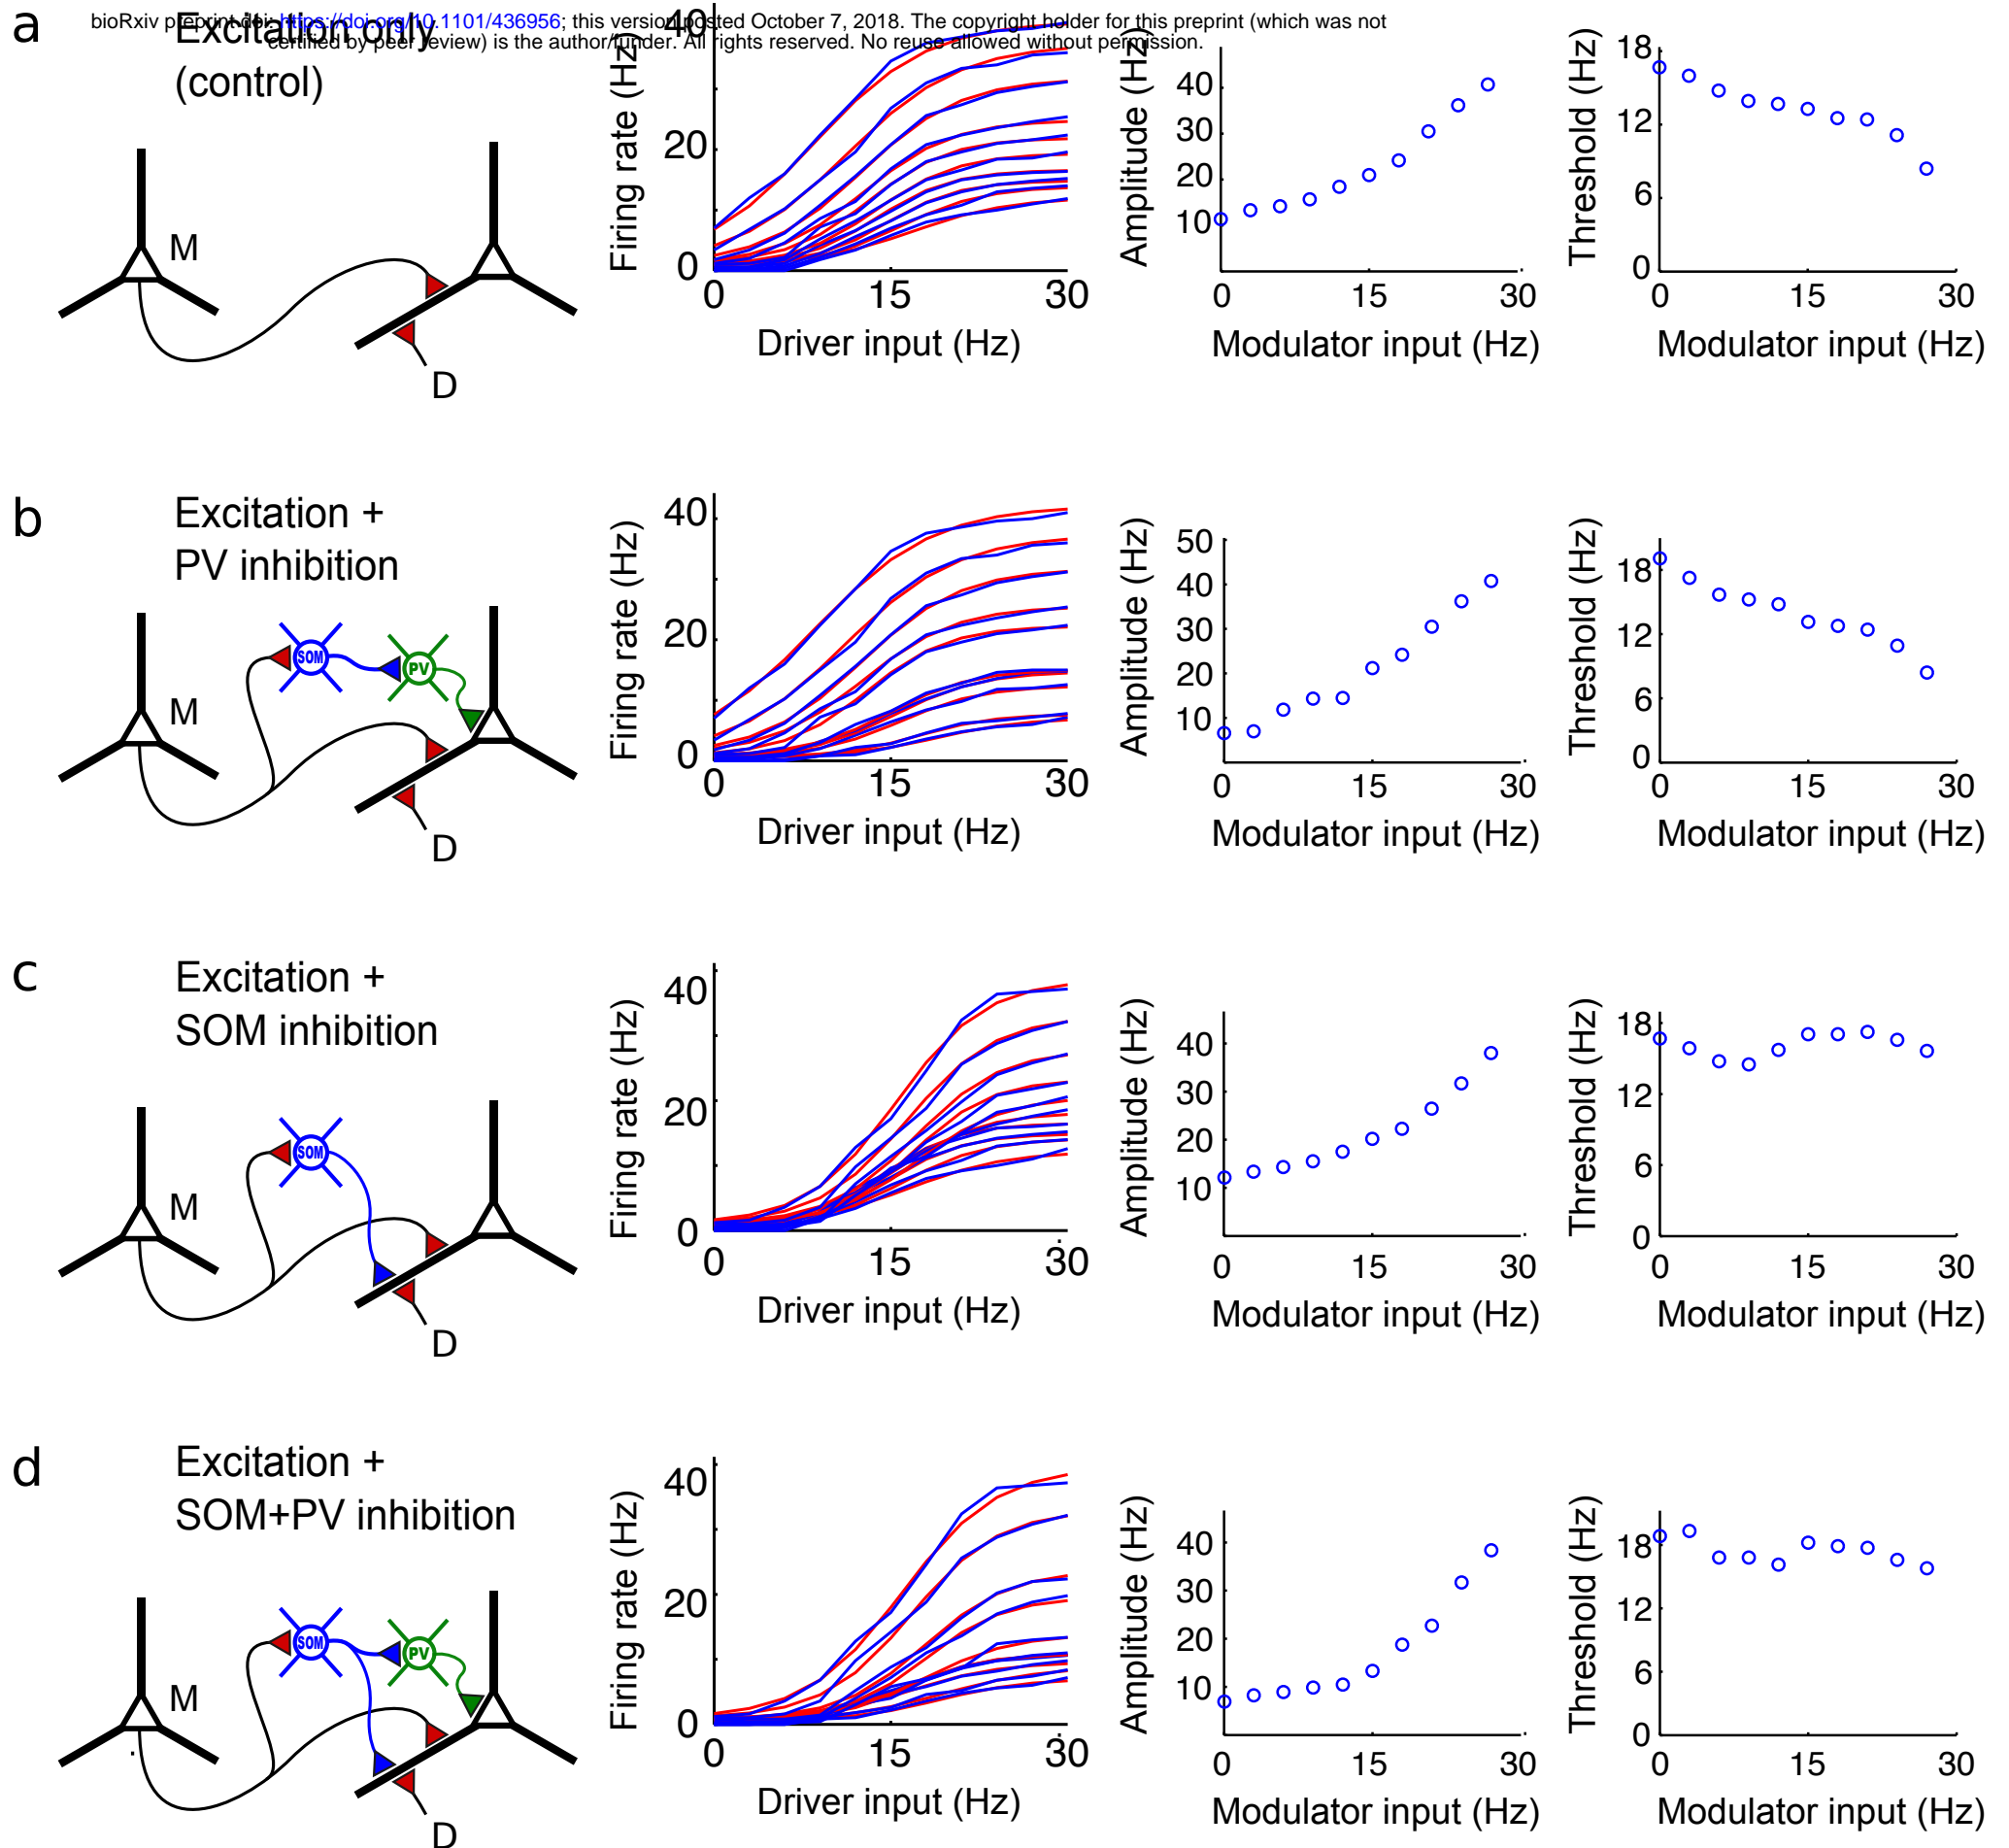 bioRxiv preprint doi: https://doi.org/10.1101/436956; this version posted October 7, 2018. The copyright holder for this preprint (which was not
certified by peer review) is the author/funder. All rights reserved. No reuse allowed without permission.
a
Excitation only
(control)
M
D
Firing rate (Hz)
40
20
0
0 15 30
Driver input (Hz)
Amplitude (Hz)
40
30
20
10
0 15 30
Modulator input (Hz)
Threshold (Hz)
18
12
6
0
0 15 30
Modulator input (Hz)
b
Excitation +
PV inhibition
M
SOM
PV
D
Firing rate (Hz)
40
20
0
0 15 30
Driver input (Hz)
Amplitude (Hz)
50
40
30
20
10
0 15 30
Modulator input (Hz)
Threshold (Hz)
18
12
6
0
0 15 30
Modulator input (Hz)
c
Excitation +
SOM inhibition
M
SOM
D
Firing rate (Hz)
40
20
0
0 15 30
Driver input (Hz)
Amplitude (Hz)
40
30
20
10
0 15 30
Modulator input (Hz)
Threshold (Hz)
18
12
6
0
0 15 30
Modulator input (Hz)
d
Excitation +
SOM+PV inhibition
M
SOM
PV
D
Firing rate (Hz)
40
20
0
0 15 30
Driver input (Hz)
Amplitude (Hz)
40
30
20
10
0 15 30
Modulator input (Hz)
Threshold (Hz)
18
12
6
0
0 15 30
Modulator input (Hz)